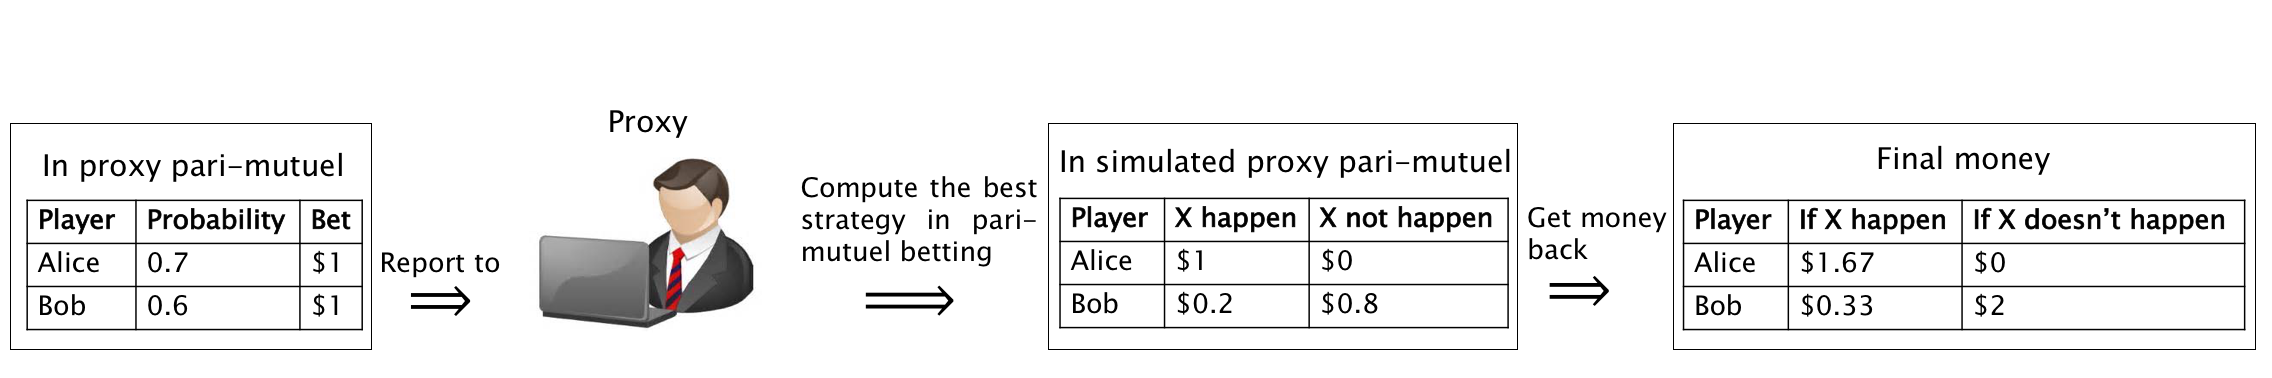 In proxy pari-mutuel
Player Probability Bet
Alice 0.7 $1
Bob 0.6 $1
Report to
⟹
Proxy
Compute the best
strategy in pari-
mutuel betting
⟹
In simulated proxy pari-mutuel
Player X happen X not happen
Alice $1 $0
Bob $0.2 $0.8
Get money
back
⟹
Final money
Player If X happen If X doesn't happen
Alice $1.67 $0
Bob $0.33 $2